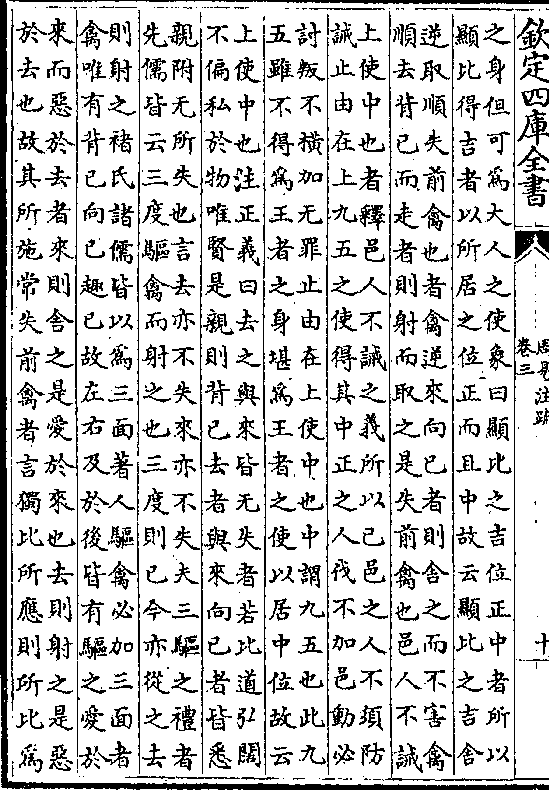 欽定四庫全書
周易注疏
卷三
十
之身但可為大人之使象曰顯比之吉位正中者所以
顯比得吉者以所居之位正而且中故云顯比之吉舍
逆取順失前禽也者禽逆來向已者則舍之而不害禽
順去背已而走者則射而取之是失前禽也邑人不誡
上使中也者釋邑人不誡之義所以已邑之人不須防
誡止由在上九五之使得其中正之人伐不加邑動必
討叛不橫加无罪止由在上使中也中謂九五也此九
五雖不得為王者之身堪為王者之使以居中位故云
上使中也注正義曰去之與來皆无失者若比道弘闊
不偏私於物唯賢是親則背已去者與來向已者皆悉
親附无所失也言去亦不失來亦不失夫三驅之禮者
先儒皆云三度驅禽而射之也三度則已今亦從之去
則射之褚氏諸儒皆以為三面著人驅禽必加三面者
禽唯有背已向已趣已故左右及於後皆有驅之愛於
來而惡於去者來則舍之是愛於來也去則射之是惡
於去也故其所施常失前禽者言獨比所應則所比為